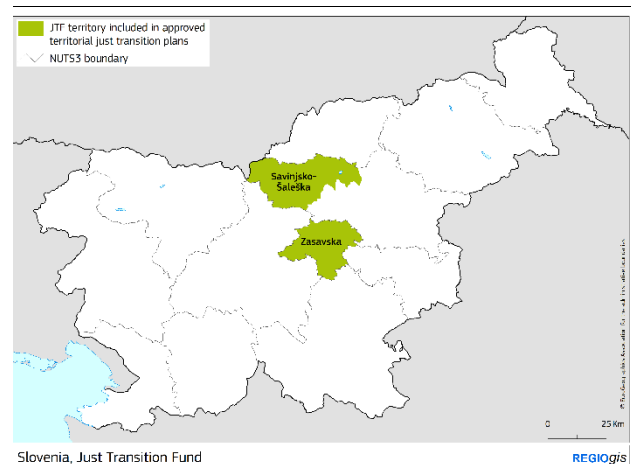 JTF territory included in approved
territorial just transition plans
NUTS3 boundary
Savinjsko-
Šaleška
Zasavska
0 25 Km
Slovenia, Just Transition Fund
REGIOgis